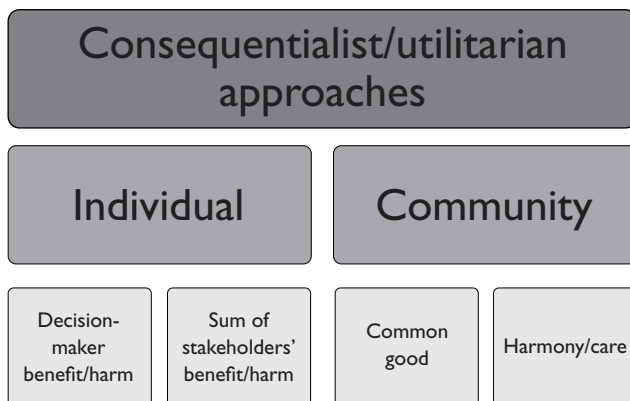 Consequentialist/utilitarian
approaches
Individual
Community
Decision-
maker
benefit/harm
Sum of
stakeholders’
benefit/harm
Common
good
Harmony/care